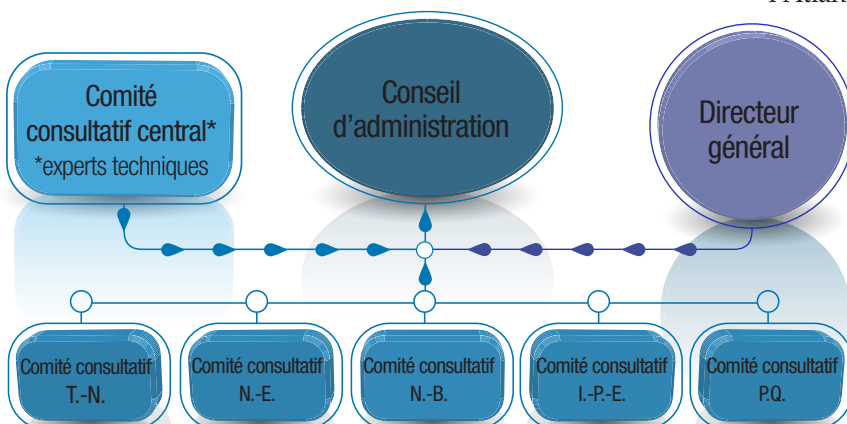 Comité
consultatif central*
*experts techniques
Conseil
d'administration
Directeur
général
Comité consultatif
T.-N.
Comité consultatif
N.-E.
Comité consultatif
N.-B.
Comité consultatif
I.-P.-E.
Comité consultatif
P.Q.